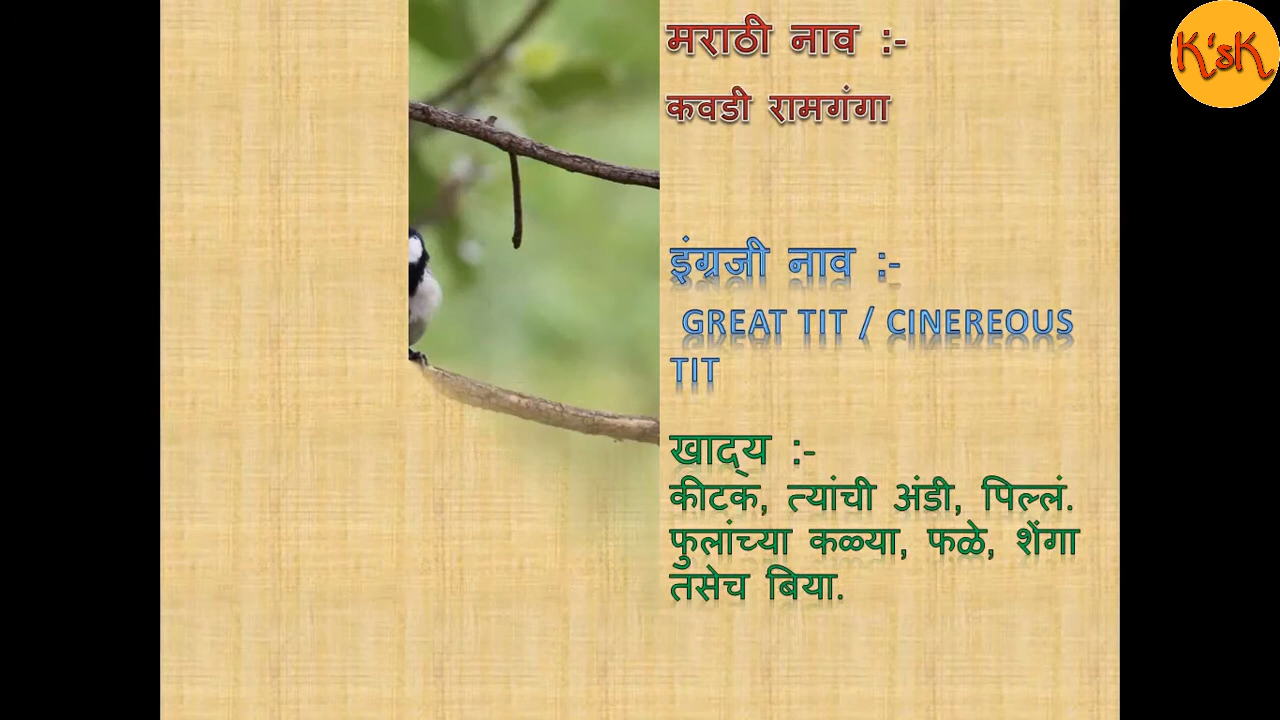 मराठी नाव :-
कवडी रामगंगा
इंग्रजी नाव :-
GREAT TIT / CINEREOUS
TIT
खाद्य :-
कीटक, त्यांची अंडी, पिल्लं.
फुलांच्या कळ्या, फळे, शेंगा
तसेच बिया.
K'sK